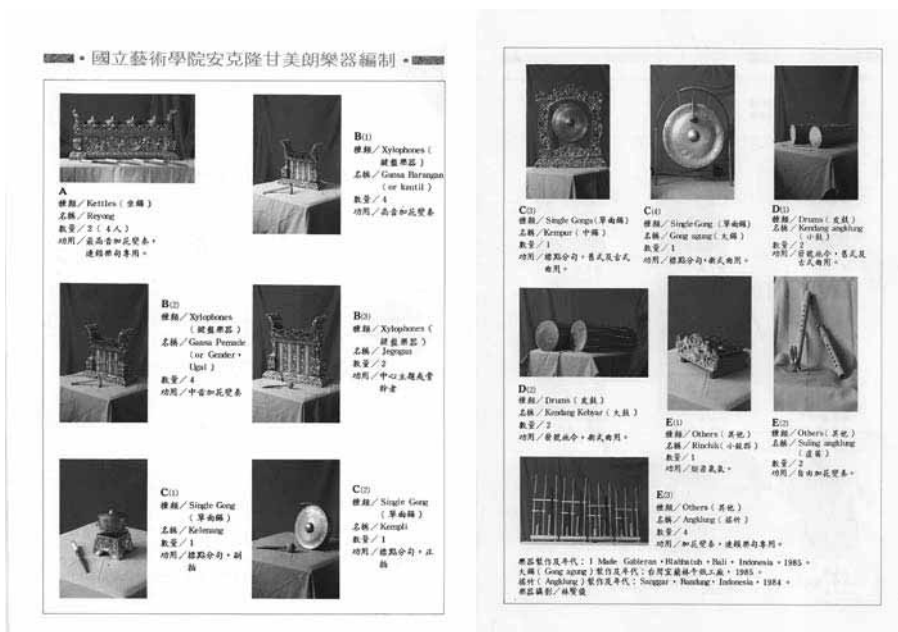 國立藝術學院安克隆甘美朗樂器編制
A
種類／Kettles（坐鑼）
名稱／Reyong
數量／2（4人）
功用／最高音加花變奏，
連鎖樂句專用。
B(1)
種類／Xylophones（
鍵盤樂器）
名稱／Gansa Barangan
(or kantil)
數量／4
功用／高音加花變奏
B(2)
種類／Xylophones
（鍵盤樂器）
名稱／Gansa Pemade
(or Gender，
Ugal)
數量／4
功用／中音加花變奏
B(3)
種類／Xylophones（
鍵盤樂器）
名稱／Jegogan
數量／2
功用／中心主題或骨
幹音
C(1)
種類／Single Gong
（單面鑼）
名稱／Kelenang
數量／1
功用／標點分句，副
拍
C(2)
種類／Single Gong
（單面鑼）
名稱／Kempli
數量／1
功用／標點分句，正
拍
C(3)
種類／Single Gongs（單面鑼）
名稱／Kempur（中鑼）
數量／1
功用／標點分句，舊式及古式
曲用。
C(4)
種類／Single Gong（單面鑼）
名稱／Gong agung（大鑼）
數量／1
功用／標點分句，新式曲用。
D(1)
種類／Drums（皮鼓）
名稱／Kendang angklung
（小鼓）
數量／2
功用／發號施令，舊式及
古式曲用。
D(2)
種類／Drums（皮鼓）
名稱／Kendang Kebyar（大鼓）
數量／2
功用／發號施令，新式曲用。
E(1)
種類／Others（其他）
名稱／Rinchik（小鈸群）
數量／1
功用／烘染氣氛。
E(2)
種類／Others（其他）
名稱／Suling angklung
（直笛）
數量／2
功用／自由加花變奏。
E(3)
種類／Others（其他）
名稱／Angklung（搖竹）
數量／4
功用／加花變奏，連鎖樂句專用。
樂器製作及年代：I Made Gableran，Blahbatuh，Bali，Indonesia，1985。
大鑼（Gong agung）製作及年代：台灣宜蘭林午鐵工廠，1985。
搖竹（Angklung）製作及年代：Sanggar，Bandung，Indonesia，1984。
樂器攝影／林賢儀